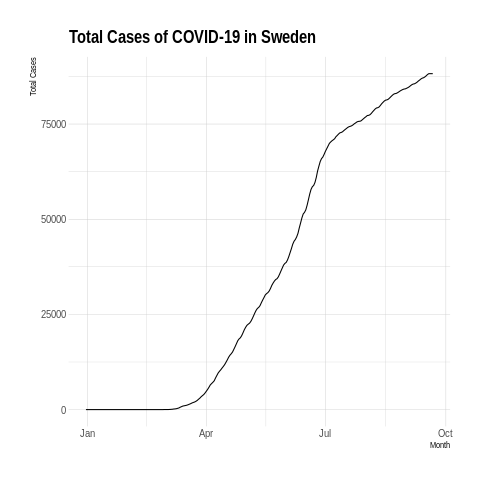 Total Cases of COVID-19 in Sweden
Total Cases
75000
50000
25000
0
Jan Apr Jul Oct
Month